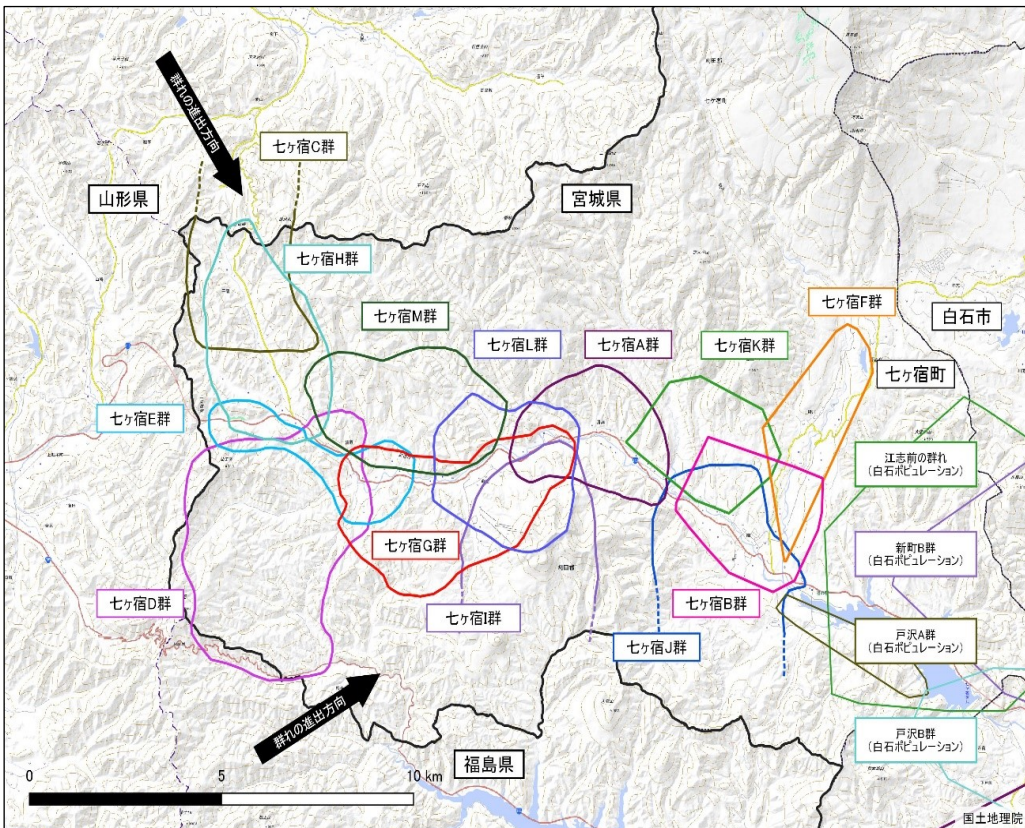 群れの進出方向
七ヶ宿C群
山形県
宮城県
七ヶ宿H群
七ヶ宿F群
七ヶ宿M群
七ヶ宿L群
七ヶ宿A群
七ヶ宿K群
白石市
七ヶ宿町
七ヶ宿E群
江志前の群れ
(白石ポピュレーション)
七ヶ宿G群
新町B群
(白石ポピュレーション)
七ヶ宿D群
七ヶ宿I群
七ヶ宿B群
七ヶ宿J群
戸沢A群
(白石ポピュレーション)
群れの進出方向
戸沢B群
(白石ポピュレーション)
福島県
0 5 10 km
国土地理院